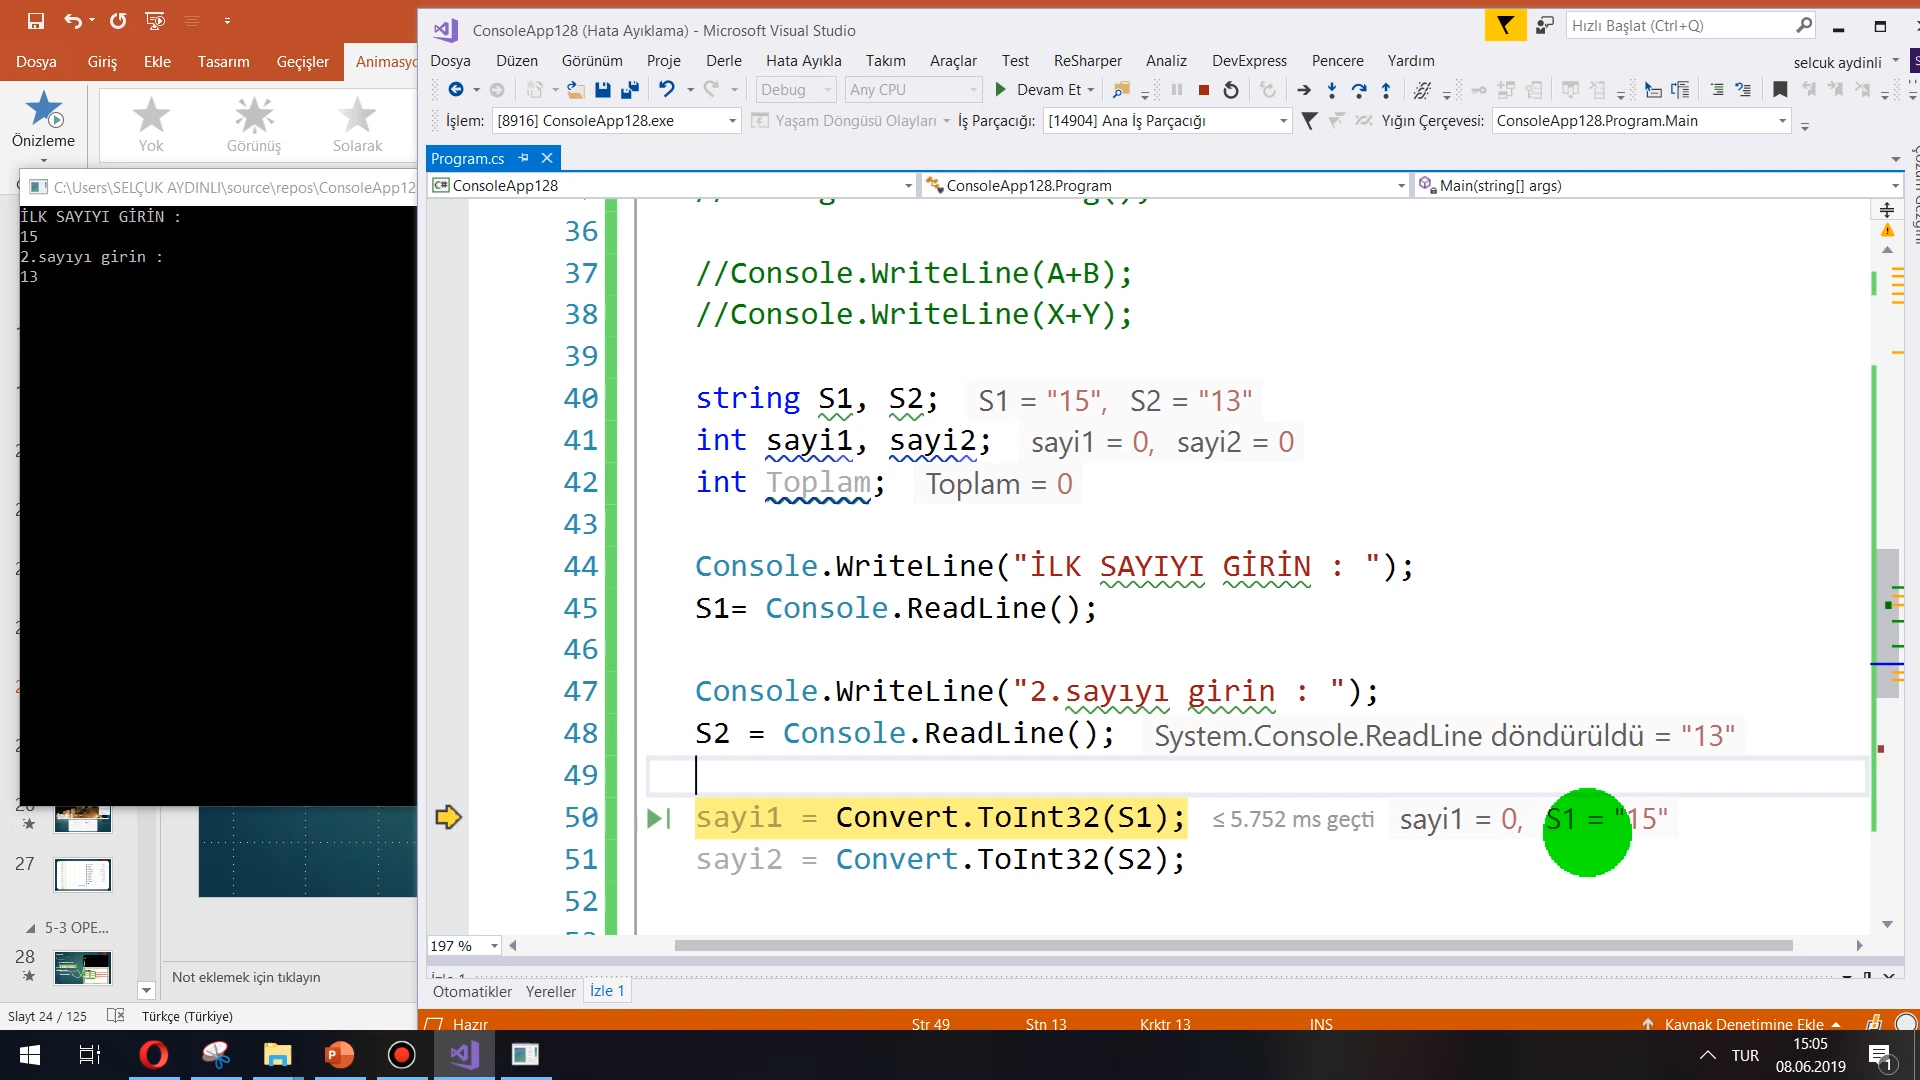 ConsoleApp128 (Hata Ayıklama) - Microsoft Visual Studio
Hızlı Başlat (Ctrl+Q)
Dosya Giriş Ekle Tasarım Geçişler
Dosya Düzen Görünüm Proje Derle Hata Ayıkla Takım Araçlar Test ReSharper Analiz DevExpress Pencere Yardım
selcuk aydinli
Debug Any CPU Devam Et
Önizleme
Yok Görünüş Solarak
İşlem: [8916] ConsoleApp128.exe Yaşam Döngüsü Olayları İş Parçacığı: [14904] Ana İş Parçacığı Yığın Çerçevesi: ConsoleApp128.Program.Main
Program.cs
ConsoleApp128 ConsoleApp128.Program Main(string[] args)
C:\Users\SELÇUK AYDINLI\source\repos\ConsoleApp12
İLK SAYIYI GİRİN :
15
2.sayıyı girin :
13
36
37 //Console.WriteLine(A+B);
38 //Console.WriteLine(X+Y);
39
40 string S1, S2; S1 = "15", S2 = "13"
41 int sayi1, sayi2; sayi1 = 0, sayi2 = 0
42 int Toplam; Toplam = 0
43
44 Console.WriteLine("İLK SAYIYI GİRİN : ");
45 S1= Console.ReadLine();
46
47 Console.WriteLine("2.sayıyı girin : ");
48 S2 = Console.ReadLine(); System.Console.ReadLine döndürüldü = "13"
49
50 sayi1 = Convert.ToInt32(S1); ≤ 5.752 ms geçti sayi1 = 0, S1 = "15"
51 sayi2 = Convert.ToInt32(S2);
52
197 %
27
5-3 OPE...
28
Not eklemek için tıklayın
Otomatikler Yereller İzle 1
Slayt 24 / 125 Türkçe (Türkiye)
Hazır Str 49 Stn 13 Krktr 13 INS Kaynak Denetimine Ekle
TUR
15:05
08.06.2019
1